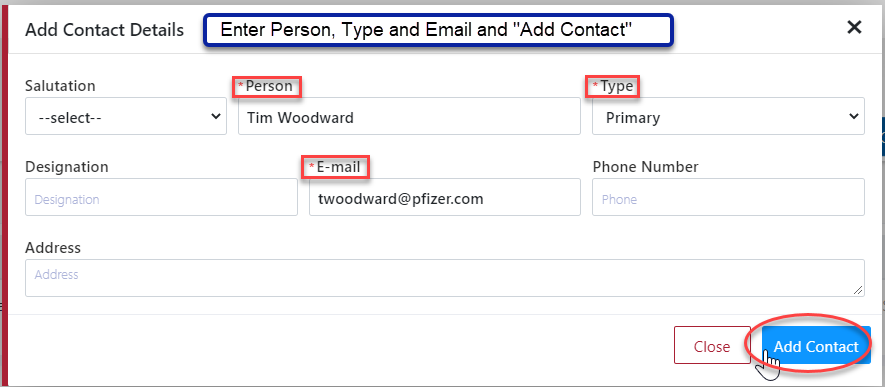 Add Contact Details
Enter Person, Type and Email and "Add Contact"
Salutation
*Person
*Type
--select--
Tim Woodward
Primary
Designation
*E-mail
Phone Number
Designation
twoodward@pfizer.com
Phone
Address
Address
Close
Add Contact